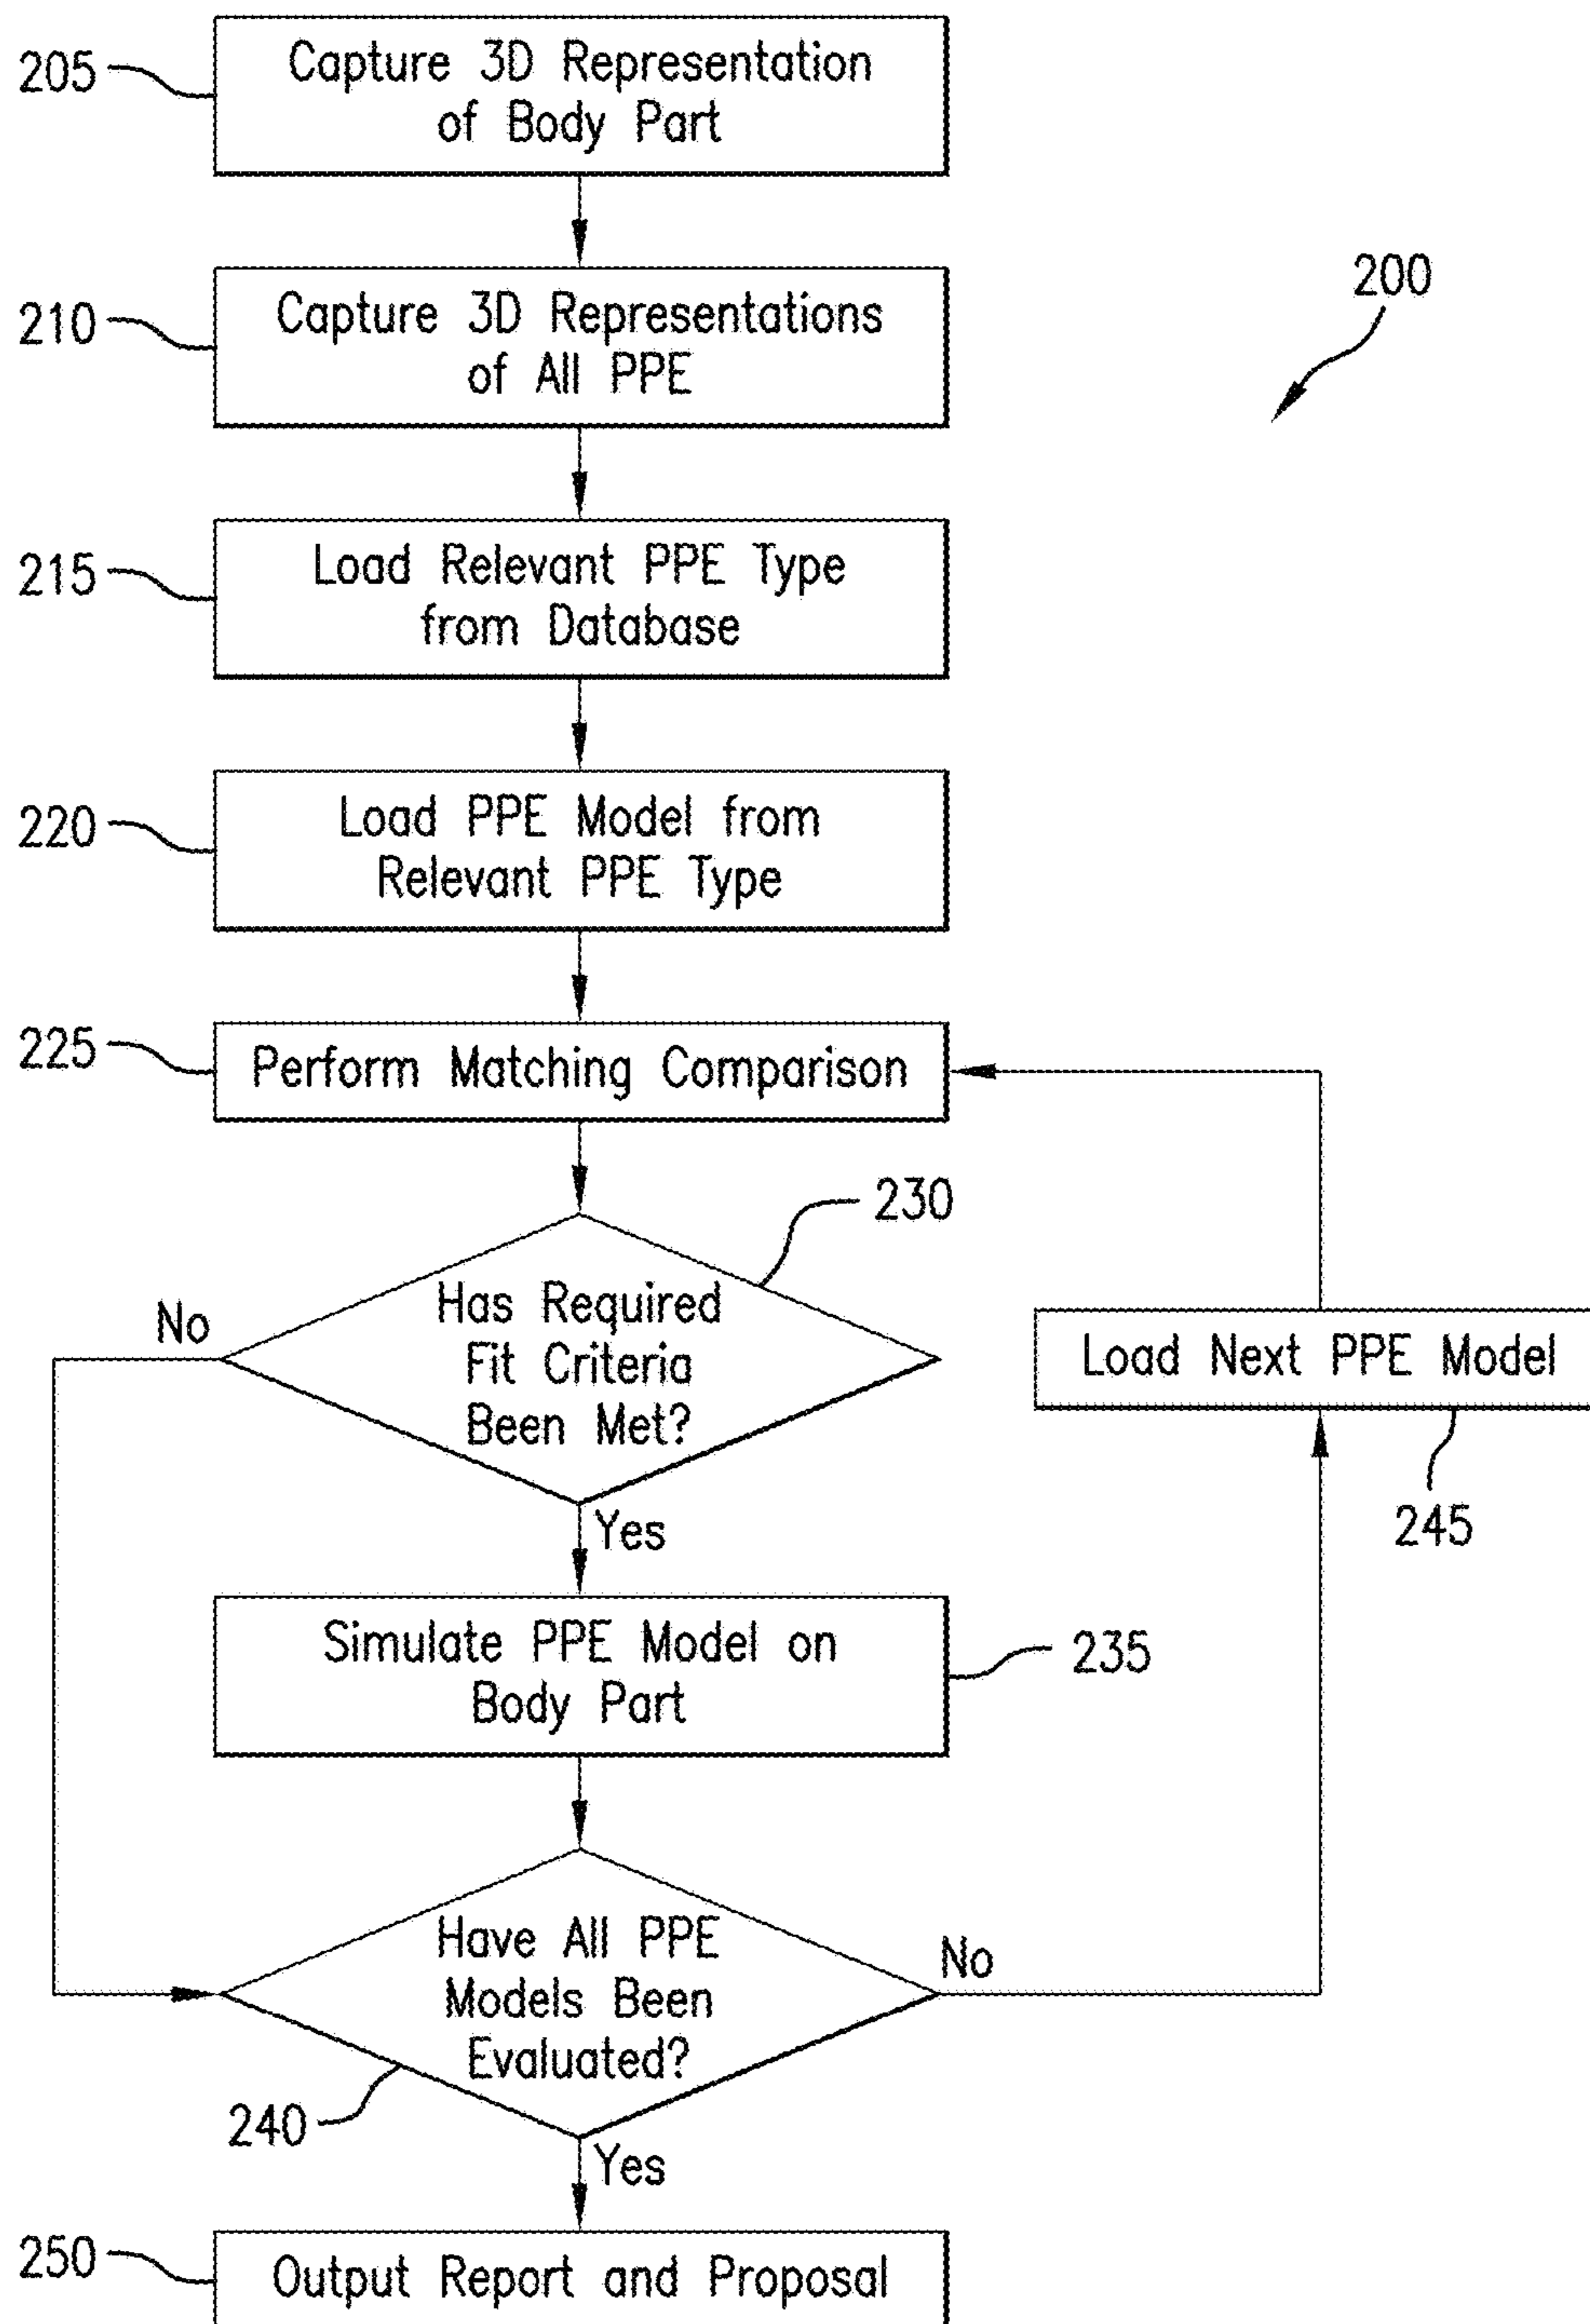 205
Capture 3D Representation
of Body Part
200
210
Capture 3D Representations
of All PPE
215
Load Relevant PPE Type
from Database
220
Load PPE Model from
Relevant PPE Type
225
Perform Matching Comparison
230
No
Has Required
Fit Criteria
Been Met?
Load Next PPE Model
245
Yes
Simulate PPE Model on
Body Part
235
Have All PPE
Models Been
Evaluated?
No
240
Yes
250
Output Report and Proposal